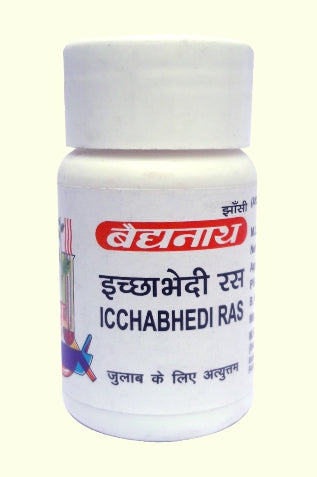 झाँसी
बैद्यनाथ
इच्छाभेदी रस
ICCHABHEDI RAS
जुलाब के लिए अत्युत्तम